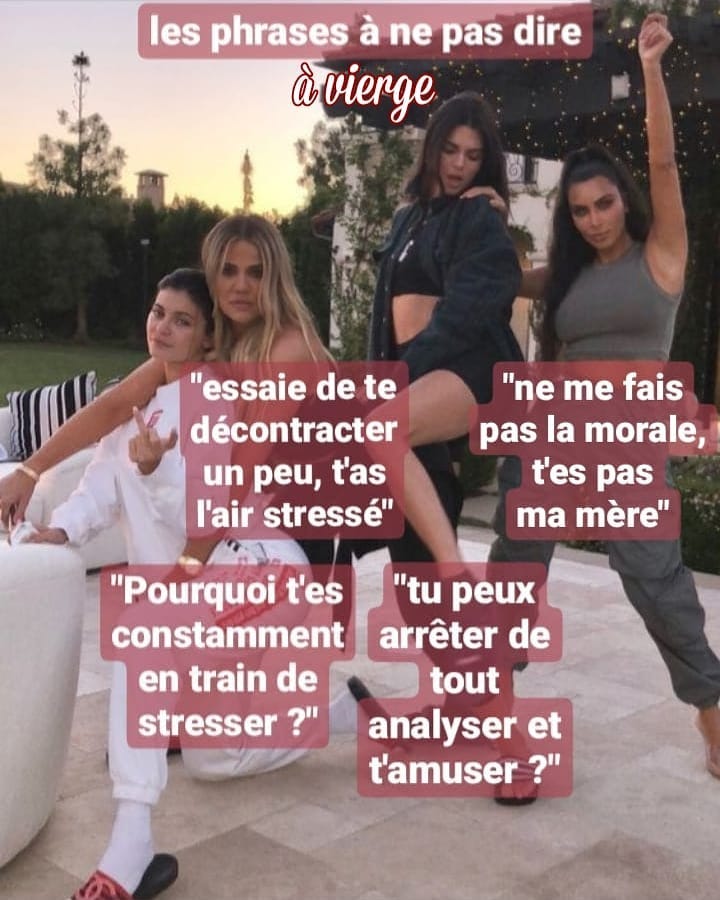 les phrases à ne pas dire
à vierge
"essaie de te
décontracter
un peu, t'as
l'air stressé"
"ne me fais
pas la morale,
t'es pas
ma mère"
"Pourquoi t'es
constamment
en train de
stresser ?"
"tu peux
arrêter de
tout
analyser et
t'amuser ?"